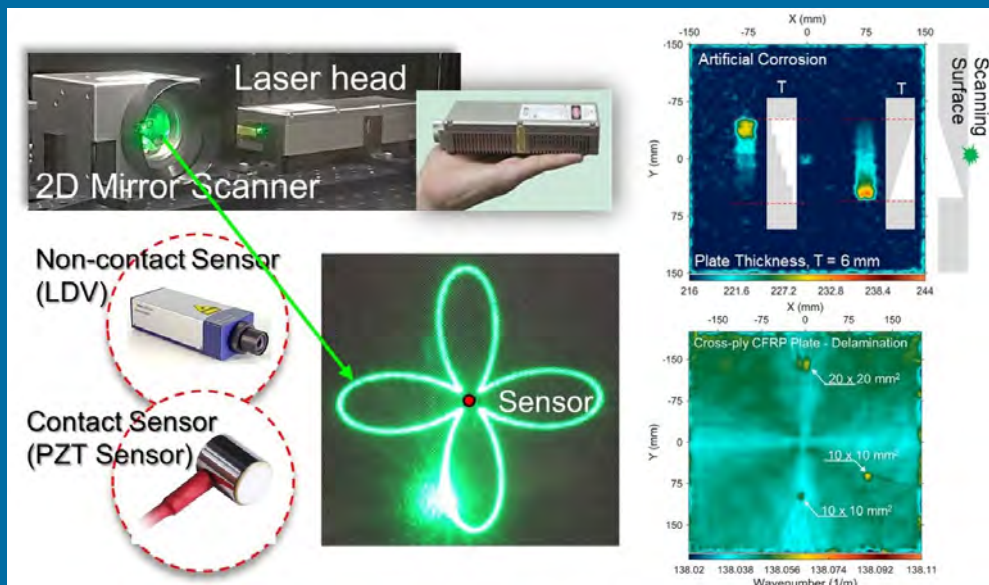 Laser head
2D Mirror Scanner
Non-contact Sensor
(LDV)
Contact Sensor
(PZT Sensor)
Sensor
X (mm)
-150 -75 0 75 150
Artificial Corrosion
T
T
Scanning
Surface
-150
-75
0
75
150
Y (mm)
Plate Thickness, T = 6 mm
216 221.6 227.2 232.8 238.4 244
X (mm)
-150 -75 0 75 150
Cross-ply CFRP Plate - Delamination
20 x 20 mm²
10 x 10 mm²
10 x 10 mm²
-150
-75
0
75
150
Y (mm)
138.02 138.038 138.056 138.074 138.092 138.11
Wavenumber (1/m)